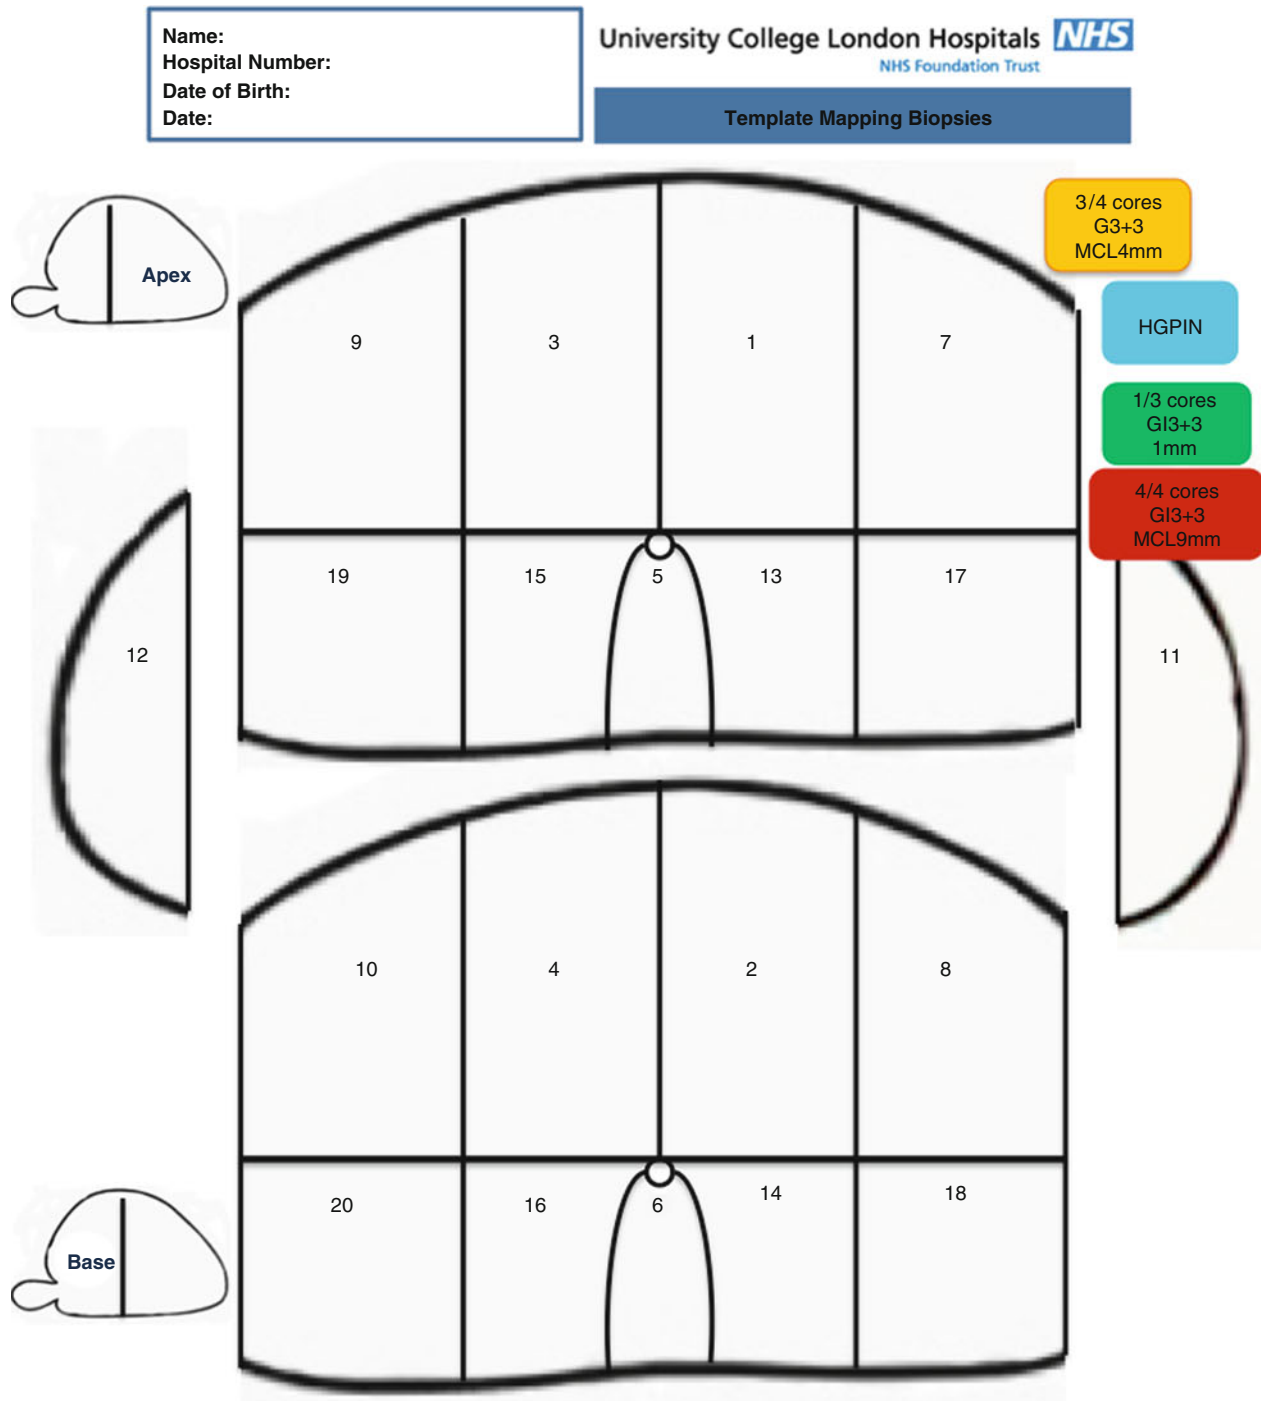 Name:
Hospital Number:
Date of Birth:
Date:
University College London Hospitals NHS
NHS Foundation Trust
Template Mapping Biopsies
Apex
3/4 cores
G3+3
MCL4mm
HGPIN
1/3 cores
GI3+3
1mm
4/4 cores
GI3+3
MCL9mm
9 3 1 7
19 15 5 13 17
12
11
10 4 2 8
20 16 6 14 18
Base